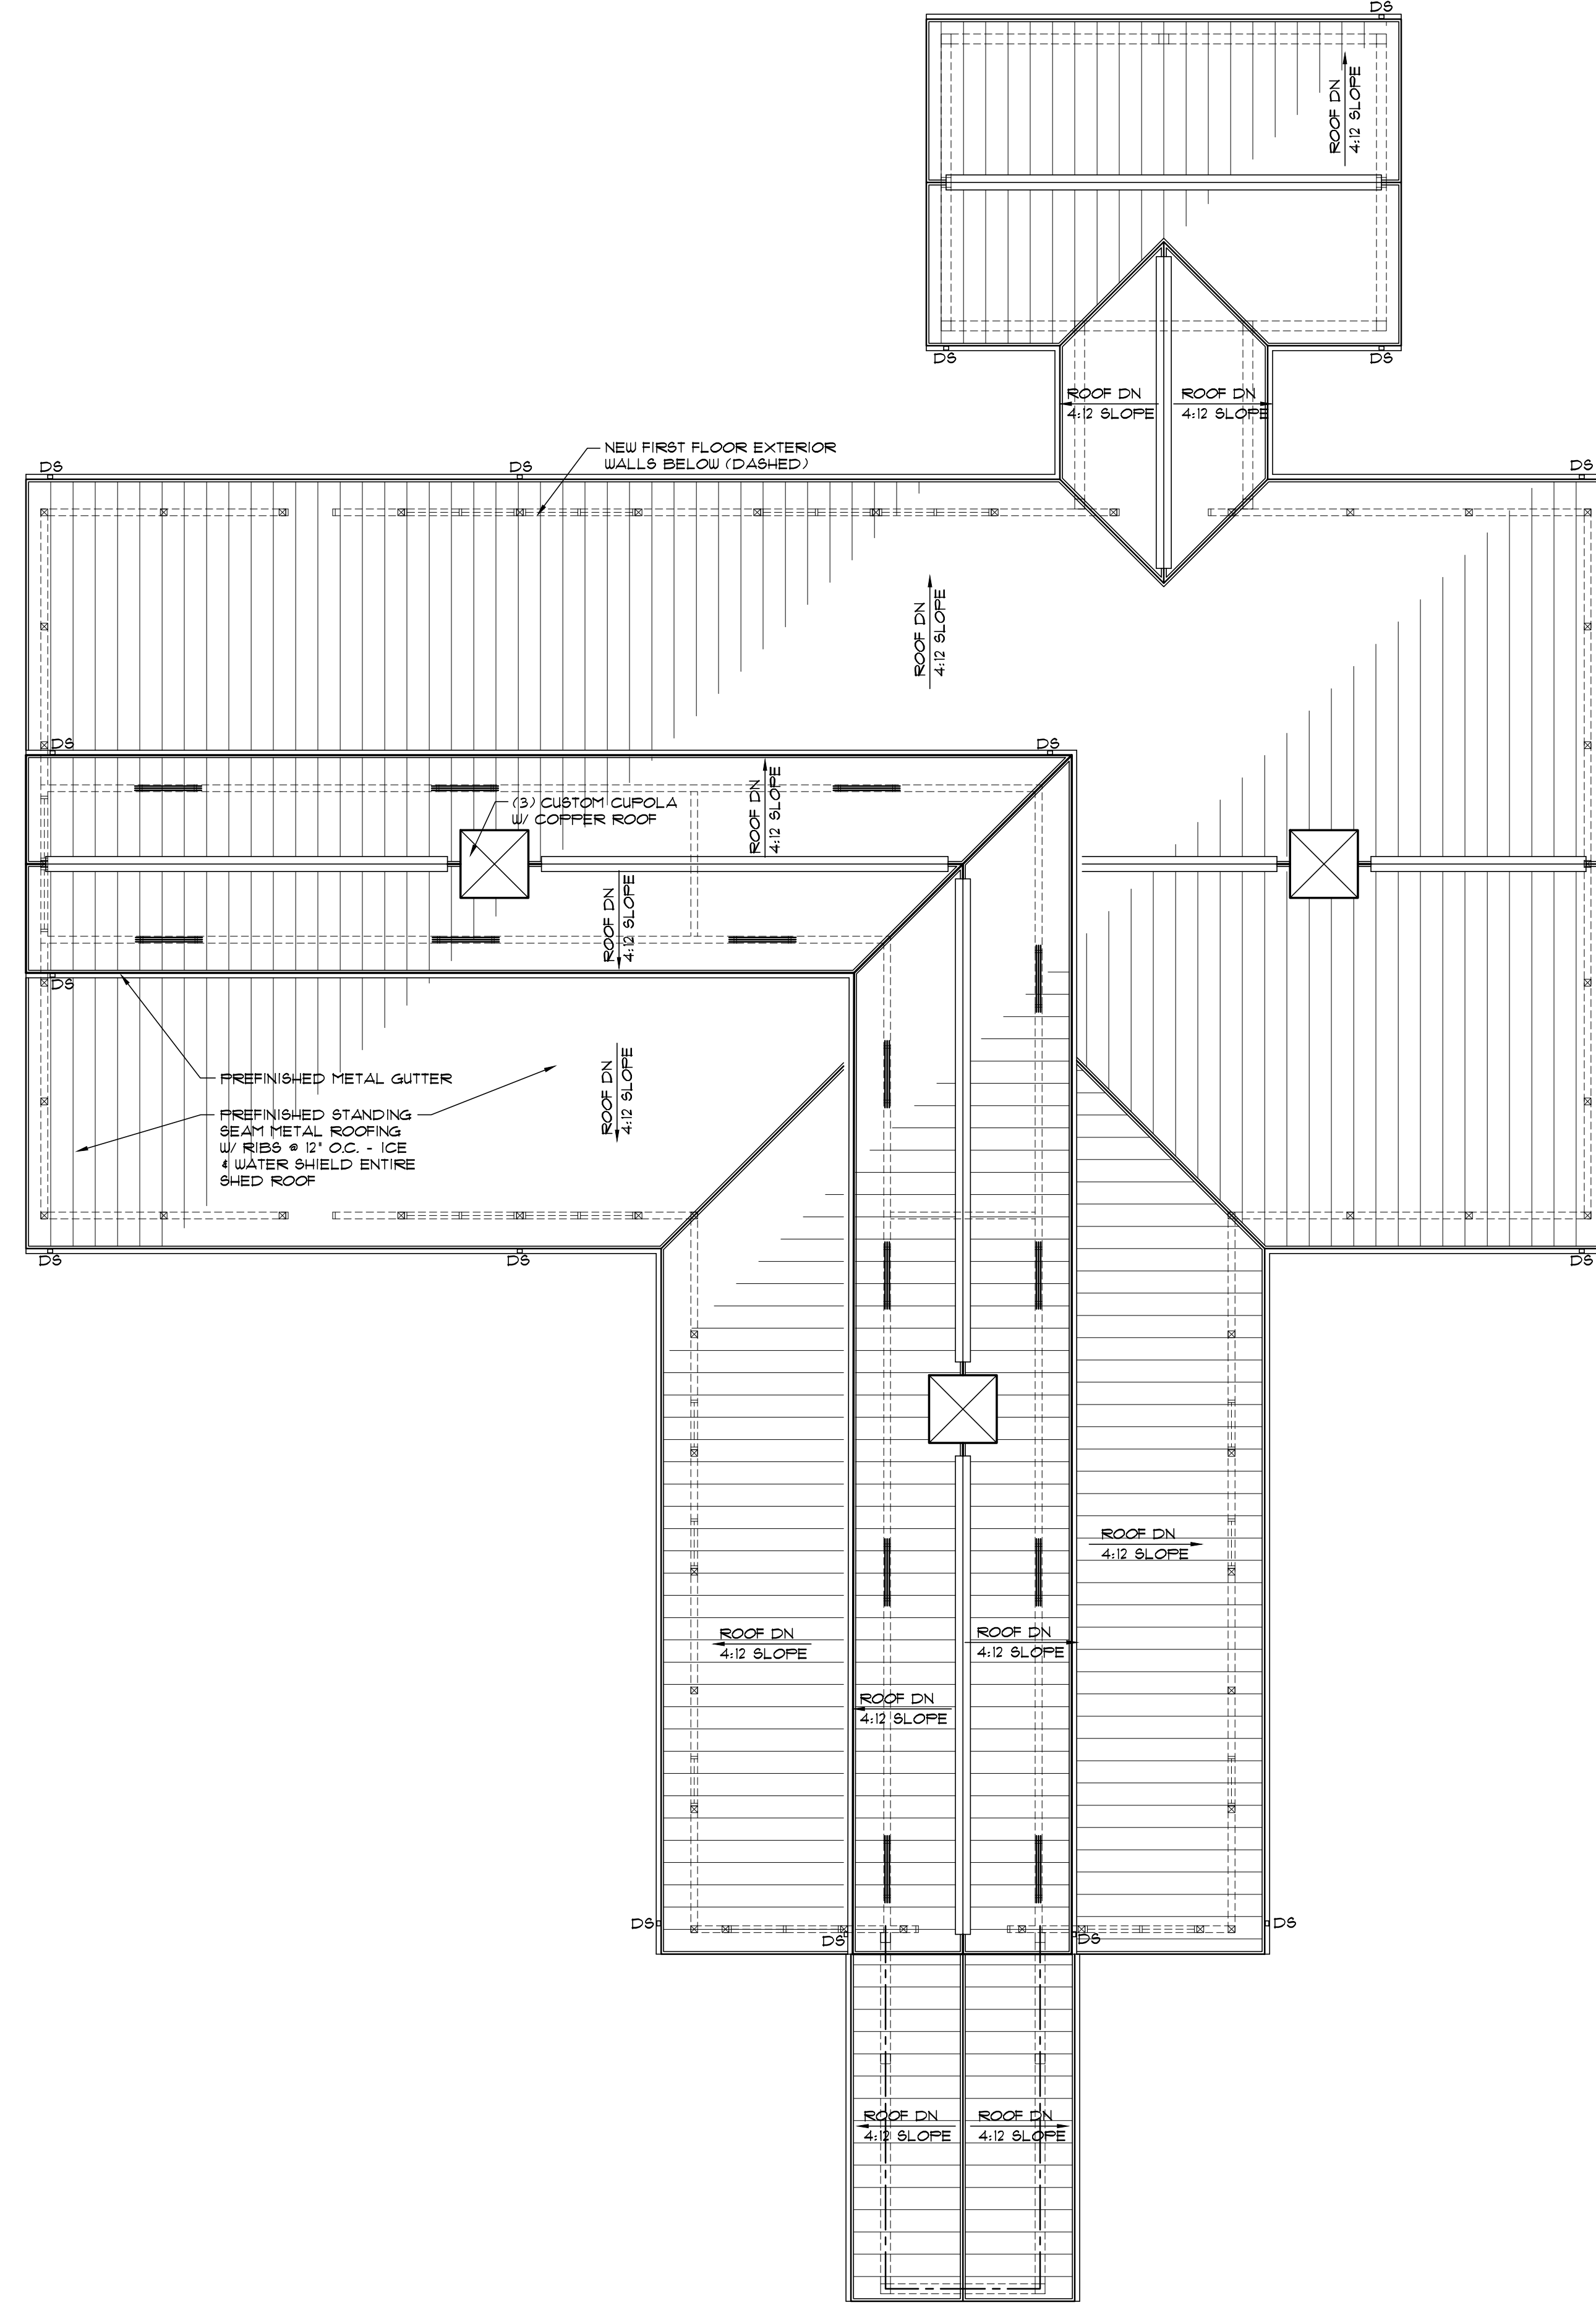 DS
ROOF DN
4:12 SLOPE
DS
DS
ROOF DN
4:12 SLOPE
ROOF DN
4:12 SLOPE
NEW FIRST FLOOR EXTERIOR
WALLS BELOW (DASHED)
DS
DS
DS
ROOF DN
4:12 SLOPE
DS
DS
(3) CUSTOM CUPOLA
W/ COPPER ROOF
ROOF DN
4:12 SLOPE
ROOF DN
4:12 SLOPE
DS
PREFINISHED METAL GUTTER
ROOF DN
4:12 SLOPE
PREFINISHED STANDING
SEAM METAL ROOFING
W/ RIBS @ 12" O.C. - ICE
& WATER SHIELD ENTIRE
SHED ROOF
DS
DS
DS
ROOF DN
4:12 SLOPE
ROOF DN
4:12 SLOPE
ROOF DN
4:12 SLOPE
ROOF DN
4:12 SLOPE
DS
DS
DS
DS
ROOF DN
4:12 SLOPE
ROOF DN
4:12 SLOPE